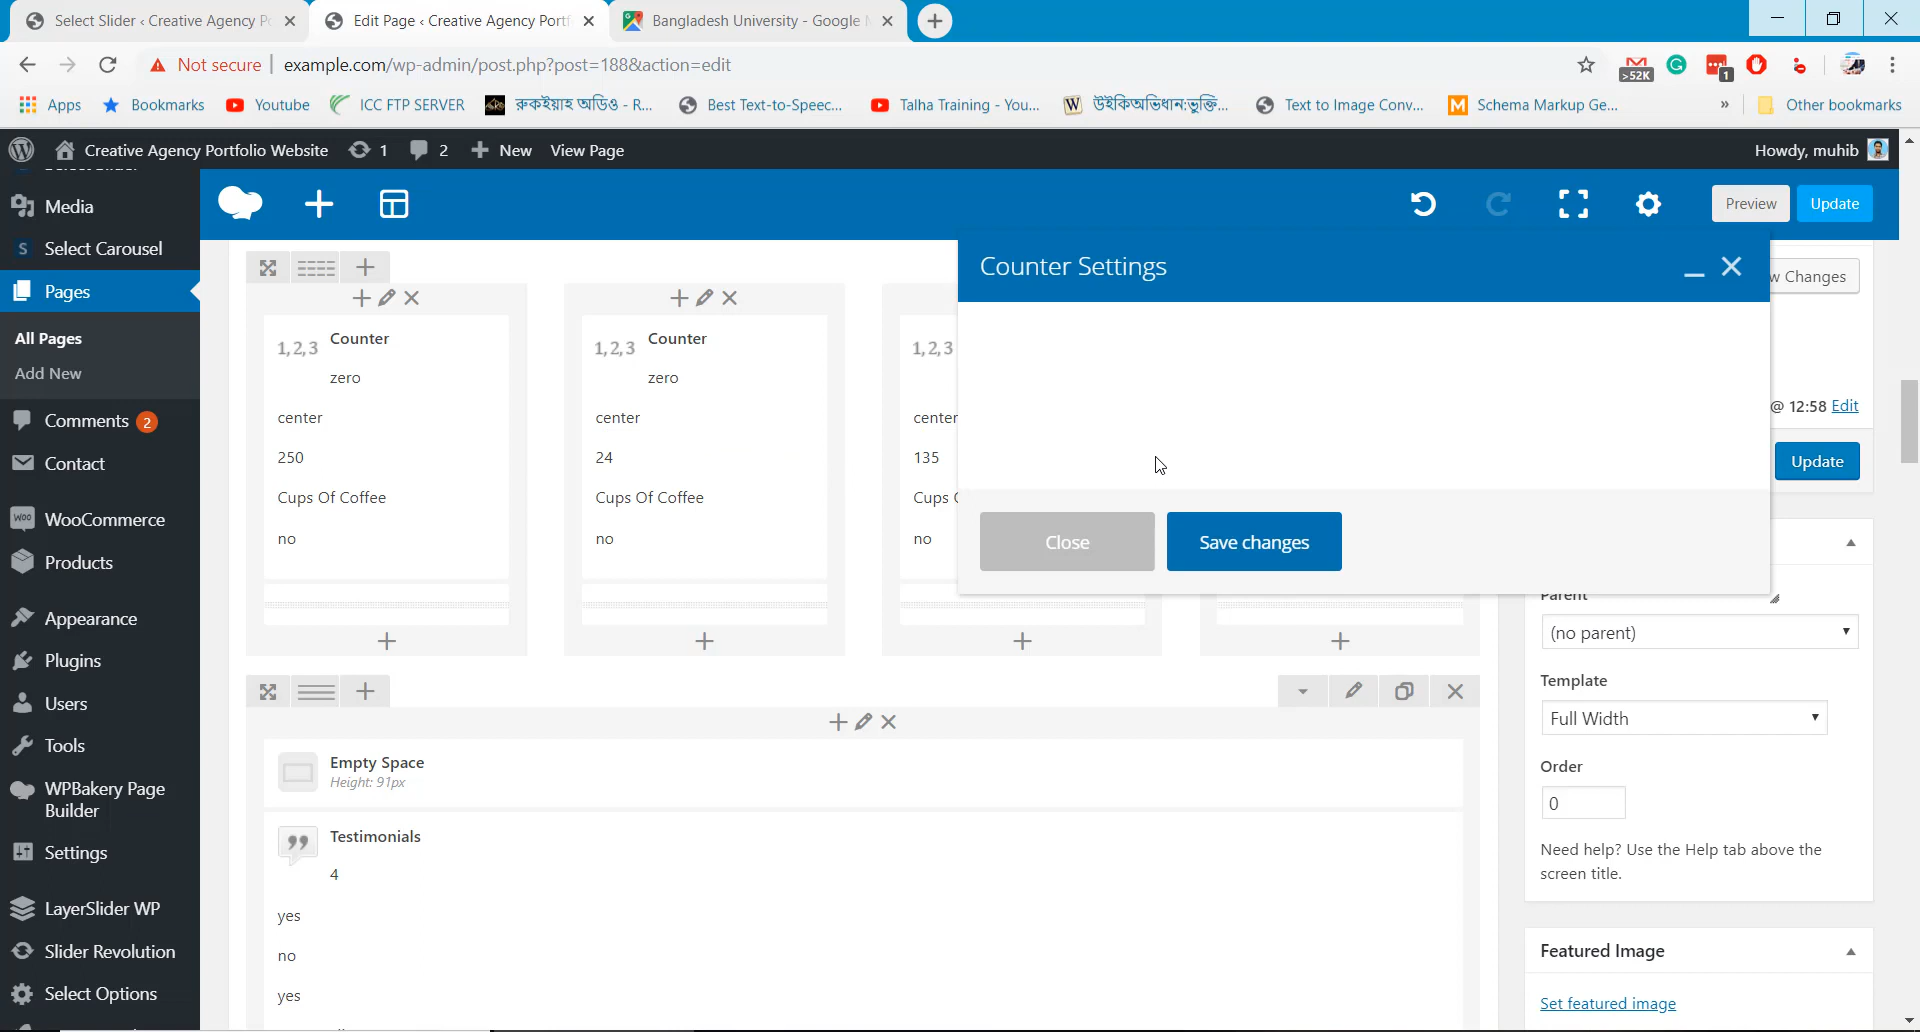 Select Slider ‹ Creative Agency P
Edit Page ‹ Creative Agency Portf
Bangladesh University - Google
Not secure
example.com/wp-admin/post.php?post=188&action=edit
>52K
1
Apps
Bookmarks
Youtube
ICC FTP SERVER
রুকইয়াহ অডিও - R...
Best Text-to-Speec...
Talha Training - You...
উইকিঅভিধান:ভুক্তি...
Text to Image Conv...
Schema Markup Ge...
»
Other bookmarks
Creative Agency Portfolio Website
1
2
New
View Page
Howdy, muhib
Media
Select Carousel
Pages
All Pages
Add New
Comments 2
Contact
WooCommerce
Products
Appearance
Plugins
Users
Tools
WPBakery Page
Builder
Settings
LayerSlider WP
Slider Revolution
Select Options
Preview
Update
1,2,3
Counter
zero
center
250
Cups Of Coffee
no
1,2,3
Counter
zero
center
24
Cups Of Coffee
no
1,2,3
center
135
Cups
no
Counter Settings
Close
Save changes
w Changes
@ 12:58 Edit
Update
Parent
(no parent)
Template
Full Width
Order
0
Need help? Use the Help tab above the
screen title.
Featured Image
Set featured image
Empty Space
Height: 91px
Testimonials
4
yes
no
yes